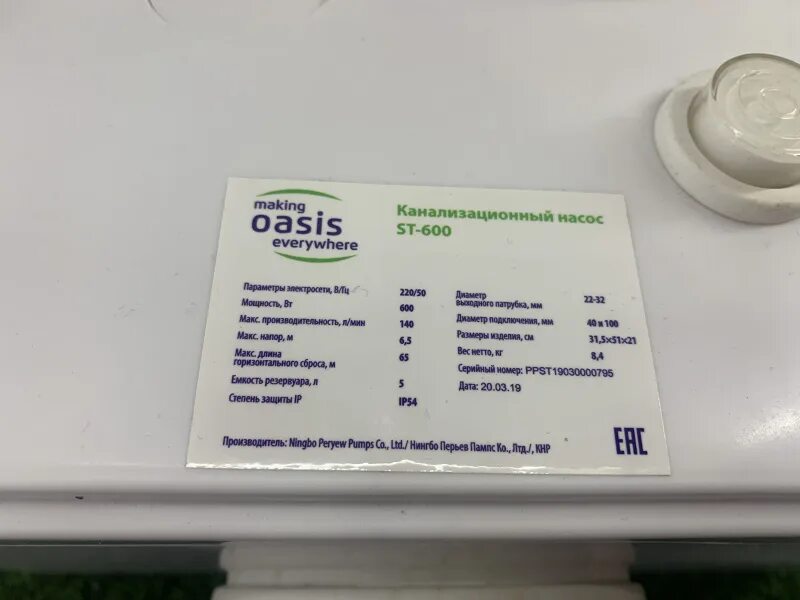 making
oasis
everywhere
Канализационный насос
ST-600
Параметры электросети, В/Гц 220/50
Мощность, Вт 600
Макс. производительность, л/мин 140
Макс. напор, м 6,5
Макс. длина
горизонтального сброса, м 65
Емкость резервуара, л 5
Степень защиты IP IP54
Диаметр
выходного патрубка, мм 22-32
Диаметр подключения, мм 40 x 100
Размеры изделия, см 31,5x51x21
Вес нетто, кг 8,4
Серийный номер: PPST19030000795
Дата: 20.03.19
Производитель: Ningbo Peryew Pumps Co., Ltd./ Нингбо Перьев Пампс Ко., Лтд./, КНР
EAC